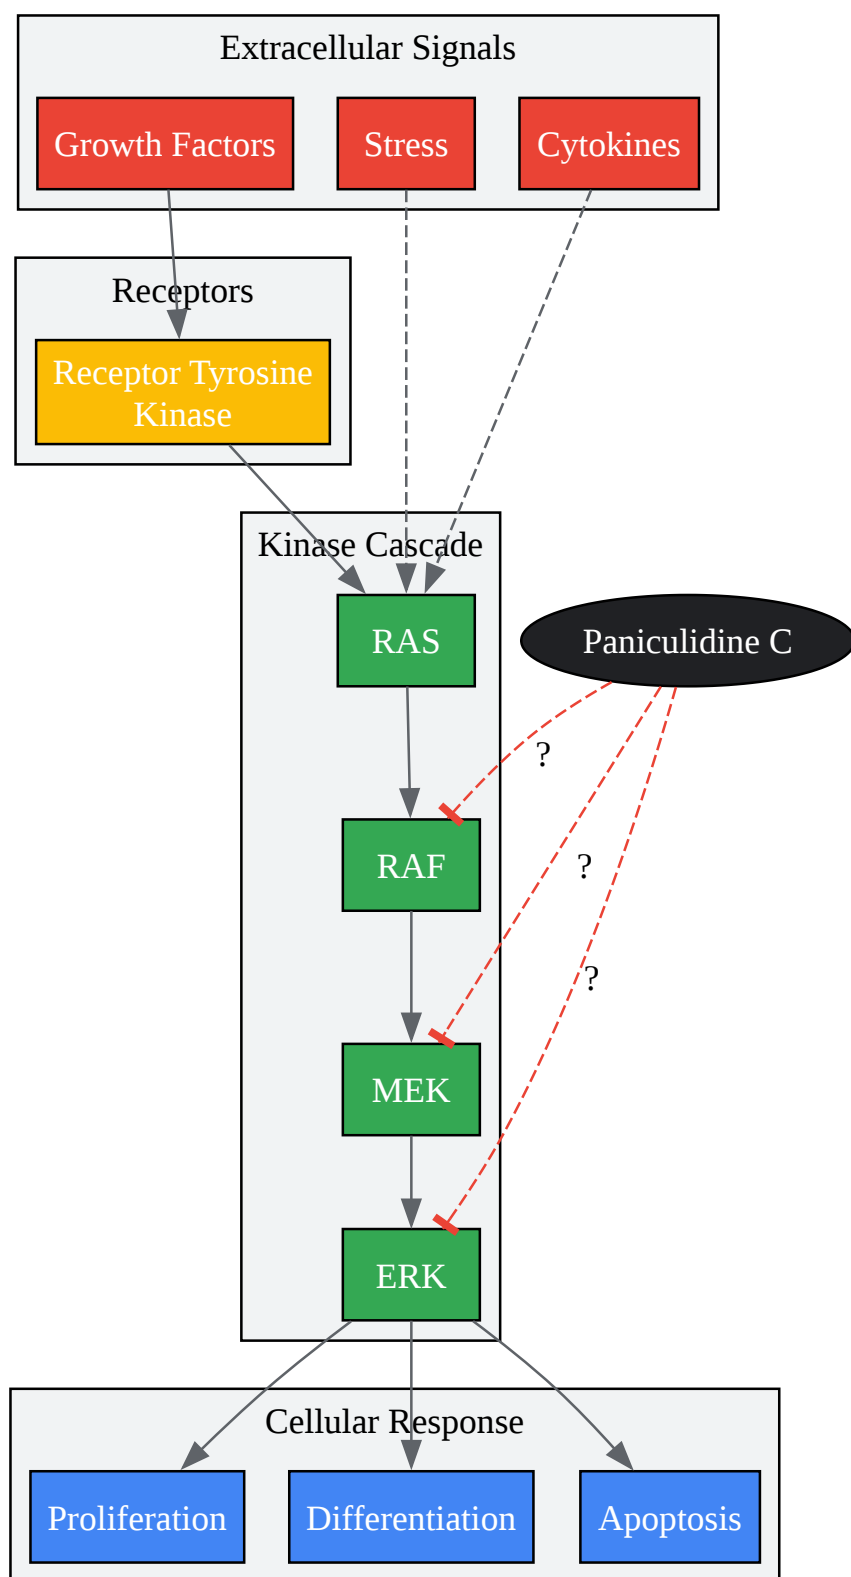 Extracellular Signals
Growth Factors
Stress
Cytokines
Receptors
Receptor Tyrosine
Kinase
Kinase Cascade
RAS
Paniculidine C
?
RAF
?
?
MEK
ERK
Cellular Response
Proliferation
Differentiation
Apoptosis